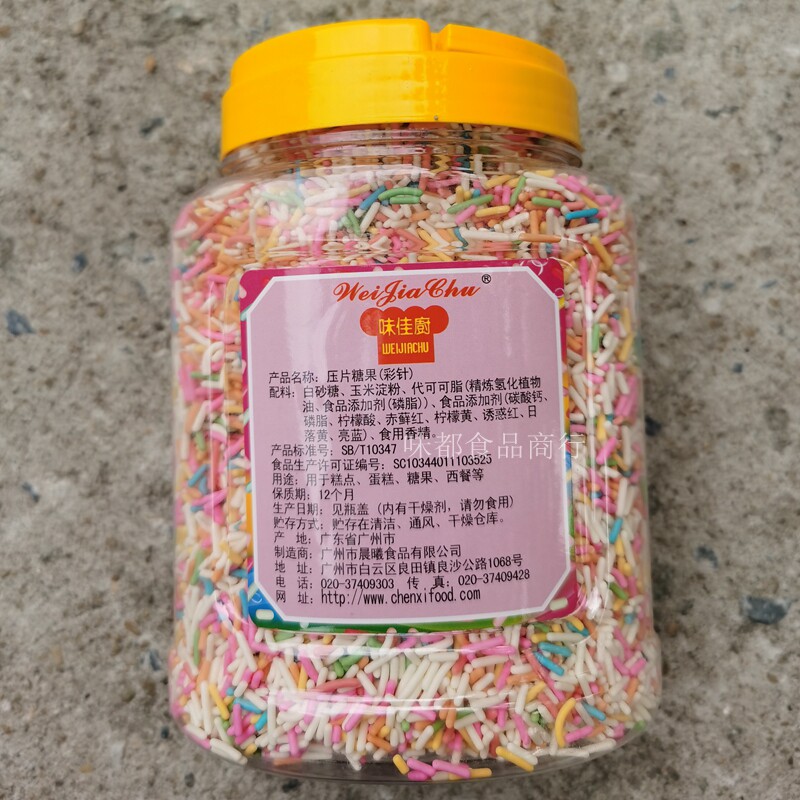 WeiJiaChu®
味佳厨
WEIJIACHU
产品名称：压片糖果(彩针)
配料：白砂糖、玉米淀粉、代可可脂(精炼氢化植物
油、食品添加剂(磷脂))、食品添加剂(碳酸钙、
磷脂、柠檬酸、赤藓红、柠檬黄、诱惑红、日
落黄、亮蓝)、食用香精。
味都食品商行
产品标准号：SB/T10347
食品生产许可证编号：SC10344011103525
用途：用于糕点、蛋糕、糖果、西餐等
保质期：12个月
生产日期：见瓶盖 (内有干燥剂，请勿食用)
贮存方式：贮存在清洁、通风、干燥仓库。
产 地：广东省广州市
制造商：广州市晨曦食品有限公司
地 址：广州市白云区良田镇良沙公路1068号
电 话：020-37409303 传 真：020-37409428
网 址：http://www.chenxifood.com